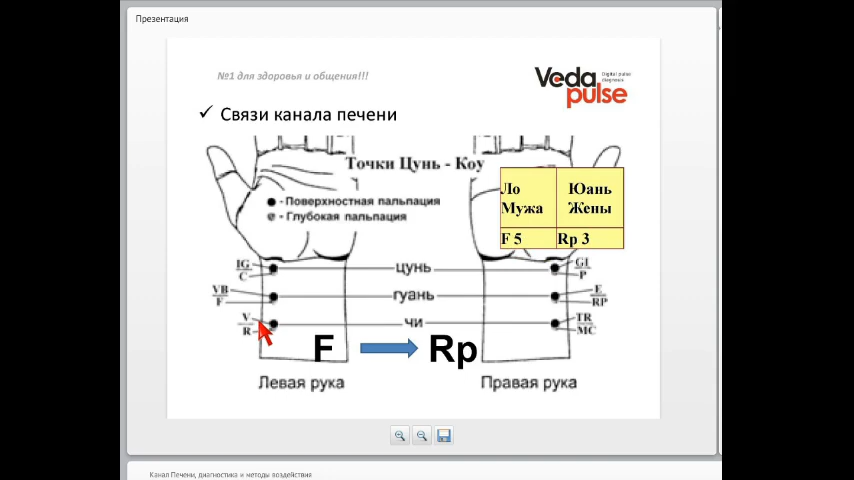 Презентация
№1 для здоровья и общения!!!
Veda
pulse
Digital pulse
diagnosis
✓ Связи канала печени
Точки Цунь - Коу
- Поверхностная пальпация
- Глубокая пальпация
Ло
Мужа
Юань
Жены
F 5
Rp 3
IG
C
цунь
GI
P
VB
F
гуань
E
RP
V
R
чи
TR
MC
F
Rp
Левая рука
Правая рука
Канал Печени, диагностика и методы воздействия